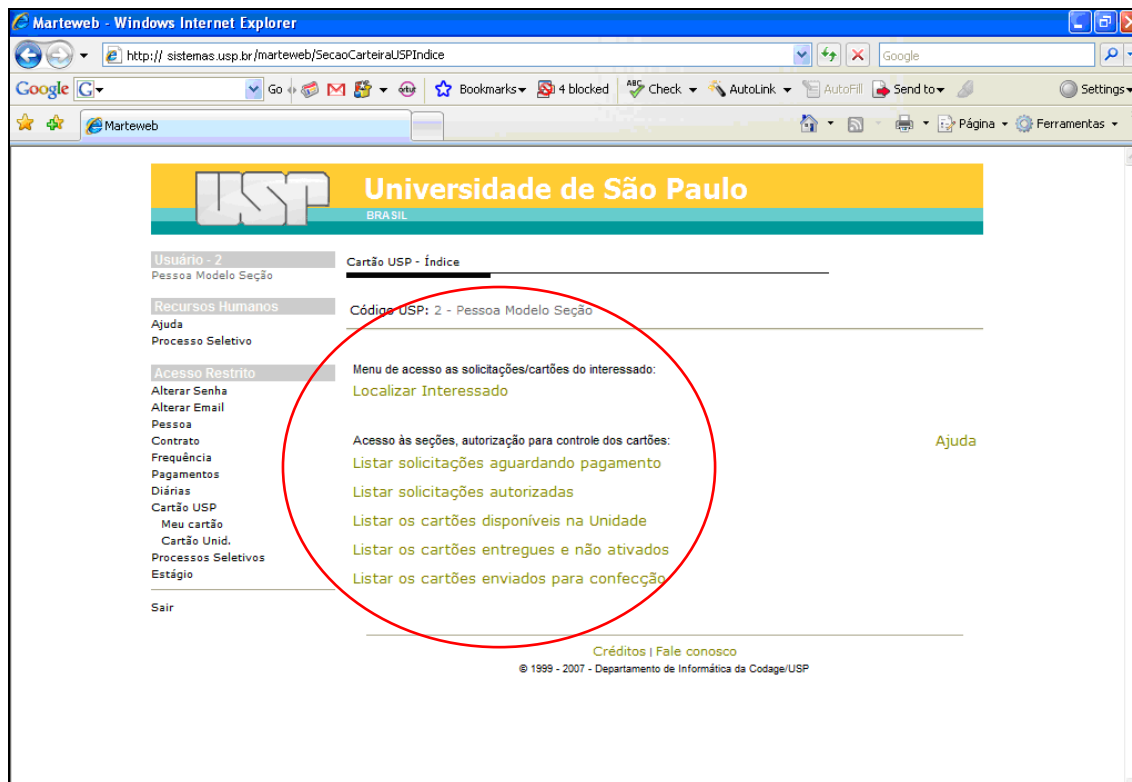 Marteweb - Windows Internet Explorer
http:// sistemas.usp.br/marteweb/SecaoCarteiraUSPIndice
Google
Google G Go Bookmarks 4 blocked ABC Check AutoLink AutoFill Send to Settings
Marteweb
Página Ferramentas
USP
Universidade de São Paulo
BRASIL
Usuário - 2
Pessoa Modelo Seção
Recursos Humanos
Ajuda
Processo Seletivo
Acesso Restrito
Alterar Senha
Alterar Email
Pessoa
Contrato
Frequência
Pagamentos
Diárias
Cartão USP
Meu cartão
Cartão Unid.
Processos Seletivos
Estágio
Sair
Cartão USP - Índice
Código USP: 2 - Pessoa Modelo Seção
Menu de acesso as solicitações/cartões do interessado:
Localizar Interessado
Acesso às seções, autorização para controle dos cartões:
Ajuda
Listar solicitações aguardando pagamento
Listar solicitações autorizadas
Listar os cartões disponíveis na Unidade
Listar os cartões entregues e não ativados
Listar os cartões enviados para confecção
Créditos | Fale conosco
© 1999 - 2007 - Departamento de Informática da Codage/USP